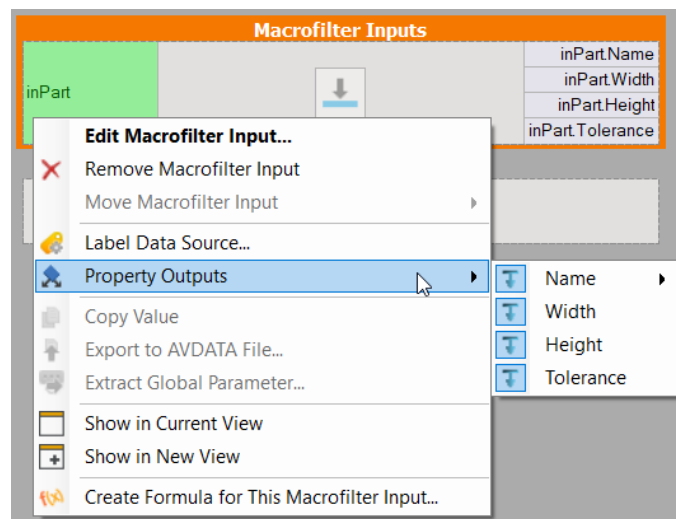 Macrofilter Inputs
inPart
inPart.Name
inPart.Width
inPart.Height
inPart.Tolerance
Edit Macrofilter Input...
Remove Macrofilter Input
Move Macrofilter Input
Label Data Source...
Property Outputs
Name
Width
Height
Tolerance
Copy Value
Export to AVDATA File...
Extract Global Parameter...
Show in Current View
Show in New View
f(x) Create Formula for This Macrofilter Input...